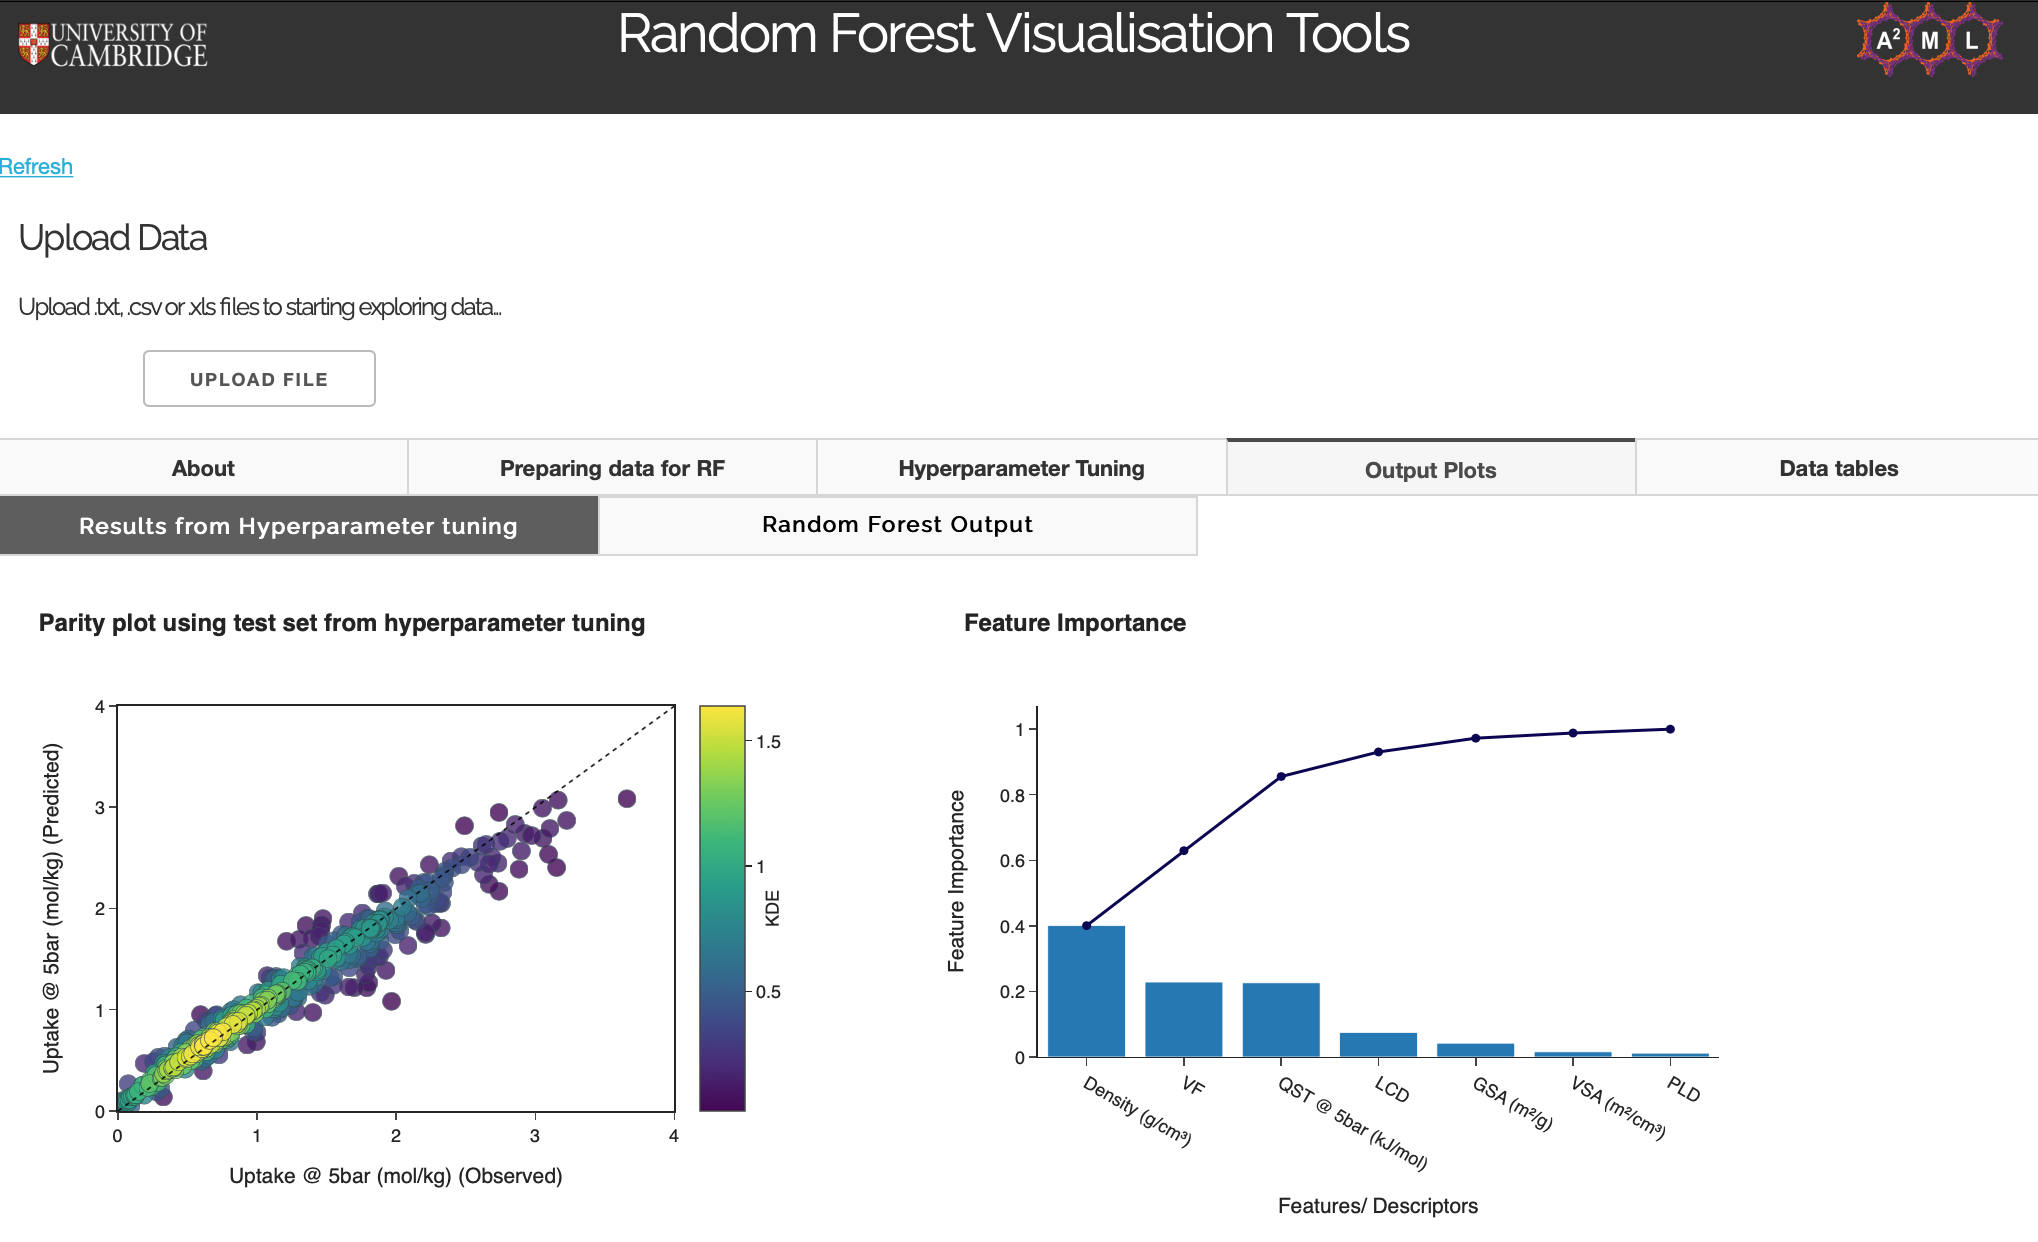 UNIVERSITY OF
CAMBRIDGE
Random Forest Visualisation Tools
A² M L
Refresh
Upload Data
Upload .txt, .csv or .xls files to starting exploring data...
UPLOAD FILE
About
Preparing data for RF
Hyperparameter Tuning
Output Plots
Data tables
Results from Hyperparameter tuning
Random Forest Output
Parity plot using test set from hyperparameter tuning
4
3
2
1
0
Uptake @ 5bar (mol/kg) (Predicted)
0
1
2
3
4
Uptake @ 5bar (mol/kg) (Observed)
1.5
1
0.5
KDE
Feature Importance
1
0.8
0.6
0.4
0.2
0
Feature Importance
Density (g/cm³)
VF
QST @ 5bar (kJ/mol)
LCD
GSA (m²/g)
VSA (m²/cm³)
PLD
Features/ Descriptors